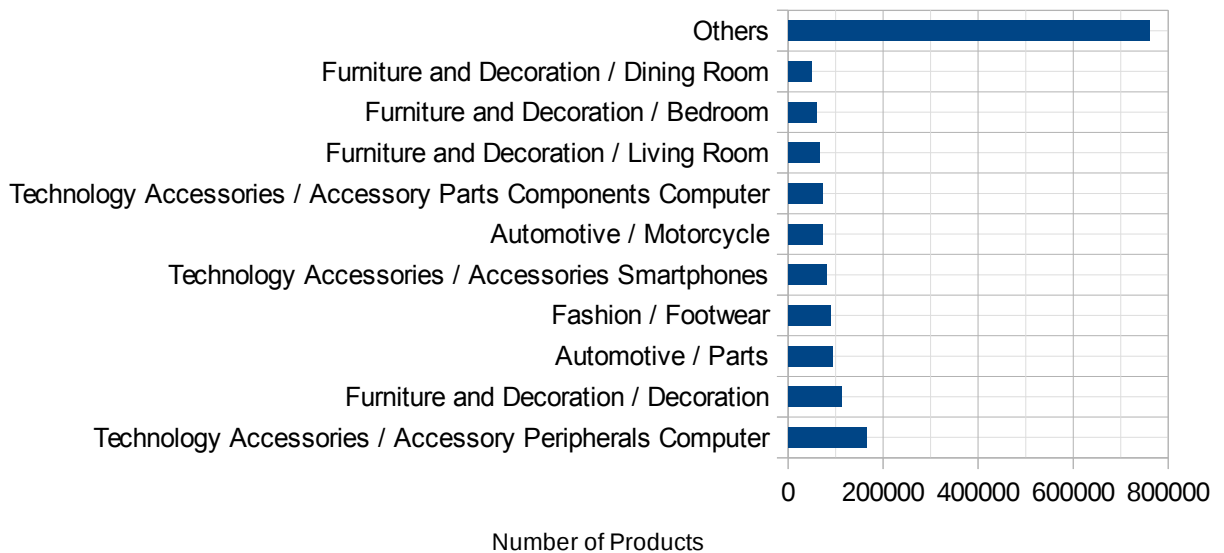 Others
Furniture and Decoration / Dining Room
Furniture and Decoration / Bedroom
Furniture and Decoration / Living Room
Technology Accessories / Accessory Parts Components Computer
Automotive / Motorcycle
Technology Accessories / Accessories Smartphones
Fashion / Footwear
Automotive / Parts
Furniture and Decoration / Decoration
Technology Accessories / Accessory Peripherals Computer
0 200000 400000 600000 800000
Number of Products